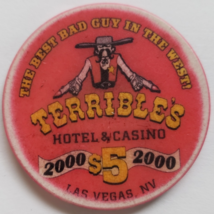 THE BEST BAD GUY IN THE WEST!
TERRIBLE'S
HOTEL & CASINO
2000 $5 2000
LAS VEGAS, NV